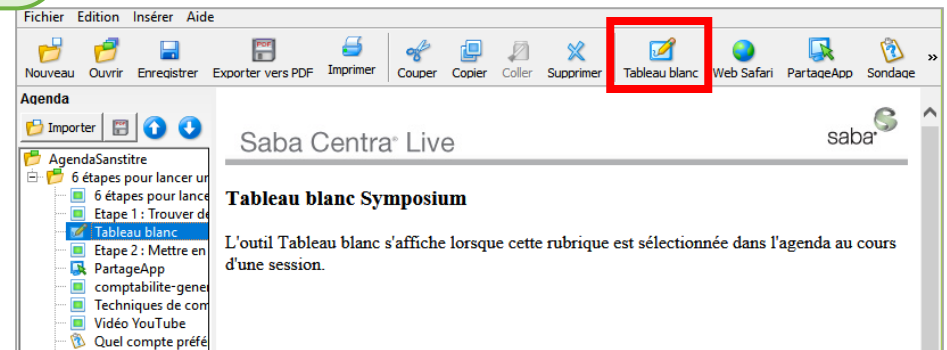 Fichier Edition Insérer Aide
Nouveau Ouvrir Enregistrer Exporter vers PDF Imprimer Couper Copier Coller Supprimer Tableau blanc Web Safari PartageApp Sondage »
Agenda
Importer
AgendaSanstitre
6 étapes pour lancer un
6 étapes pour lance
Etape 1 : Trouver de
Tableau blanc
Etape 2 : Mettre en
PartageApp
comptabilite-gene
Techniques de com
Vidéo YouTube
Quel compte préfé
Saba Centra® Live
saba
Tableau blanc Symposium
L'outil Tableau blanc s'affiche lorsque cette rubrique est sélectionnée dans l'agenda au cours
d'une session.